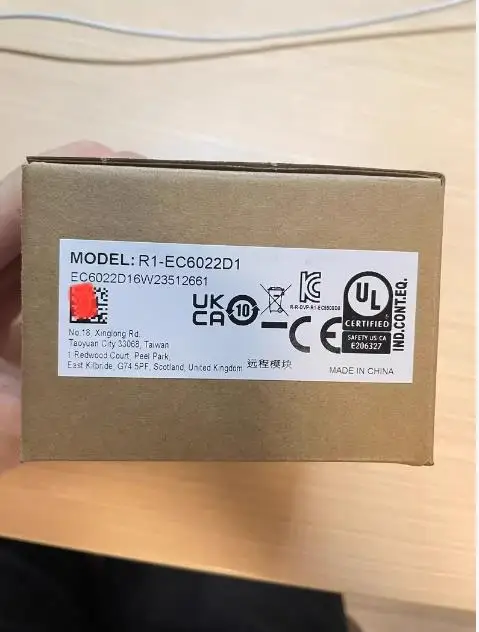 MODEL: R1-EC6022D1
EC6022D16W23512661
UK
CA
10
CE
R-R-DVP-R1-EC6000D0
UL
CERTIFIED
SAFETY US-CA
E206327
IND.CONT.EQ.
No.18, Xinglong Rd.
Taoyuan City 33068, Taiwan
1 Redwood Court, Peel Park,
East Kilbride, G74 5PF, Scotland, United Kingdom 远程模块
MADE IN CHINA